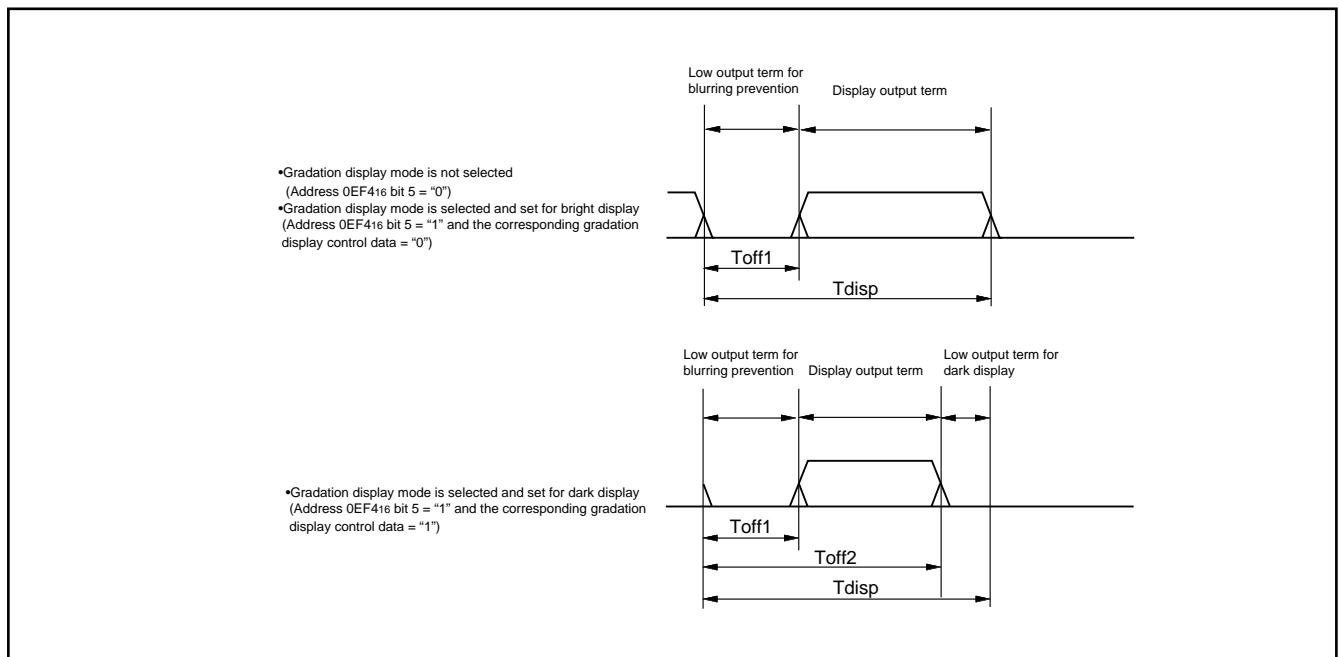 Low output term for
blurring prevention
Display output term
•Gradation display mode is not selected
(Address 0EF416 bit 5 = “0”)
•Gradation display mode is selected and set for bright display
(Address 0EF416 bit 5 = “1” and the corresponding gradation
display control data = “0”)
Toff1
Tdisp
Low output term for
blurring prevention
Display output term
Low output term for
dark display
•Gradation display mode is selected and set for dark display
(Address 0EF416 bit 5 = “1” and the corresponding gradation
display control data = “1”)
Toff1
Toff2
Tdisp